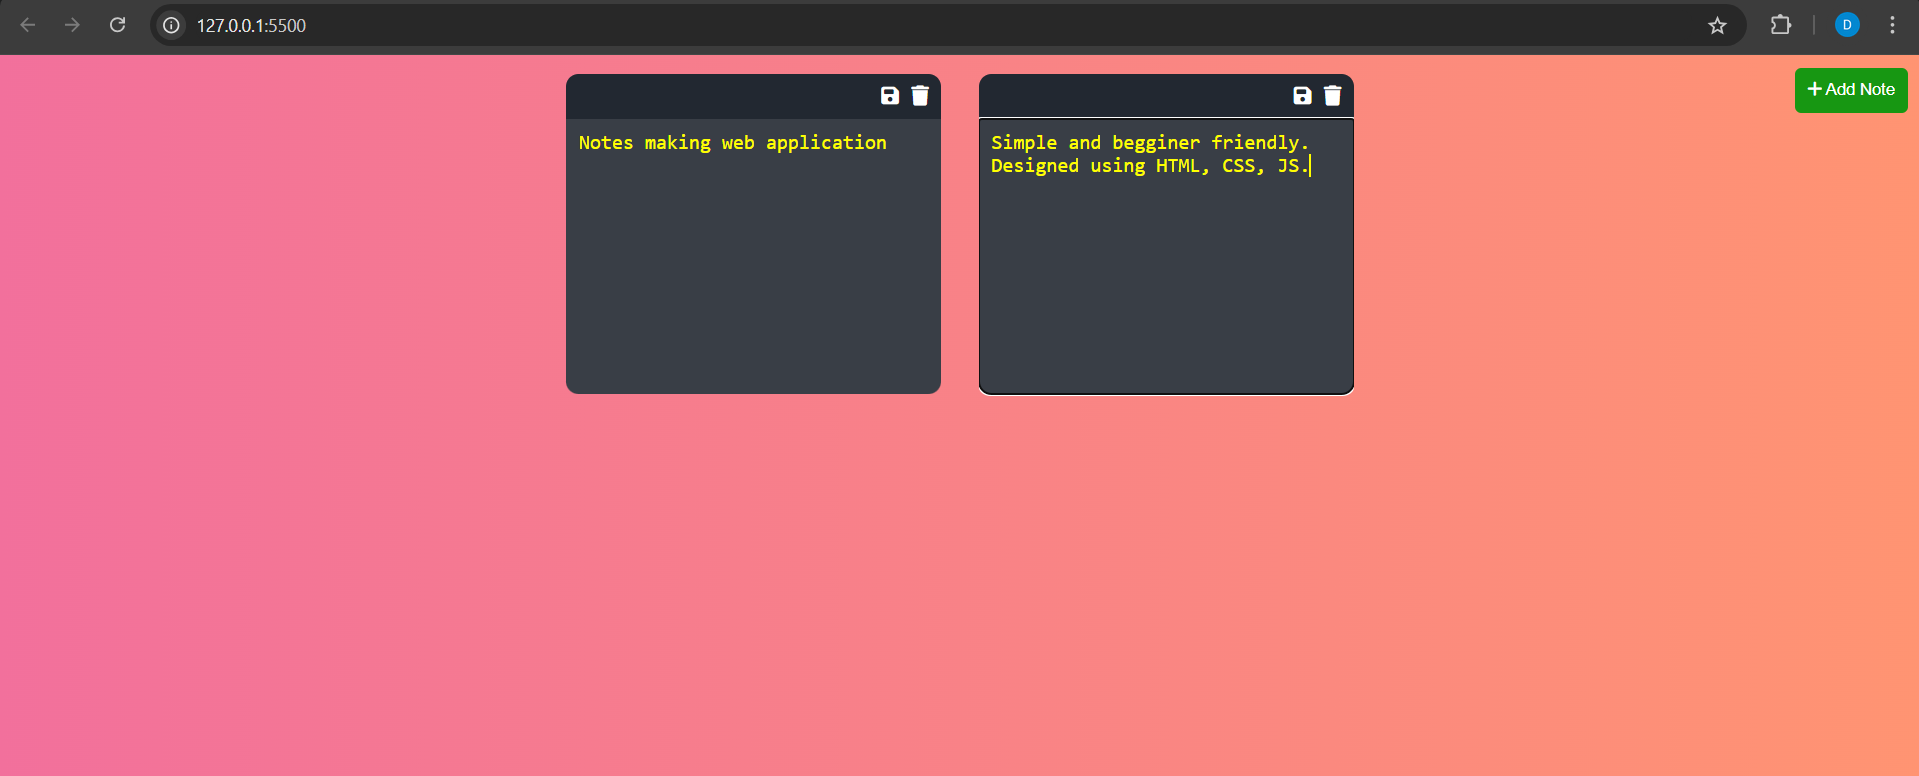 127.0.0.1:5500
D
Add Note
Notes making web application
Simple and begginer friendly.
Designed using HTML, CSS, JS.